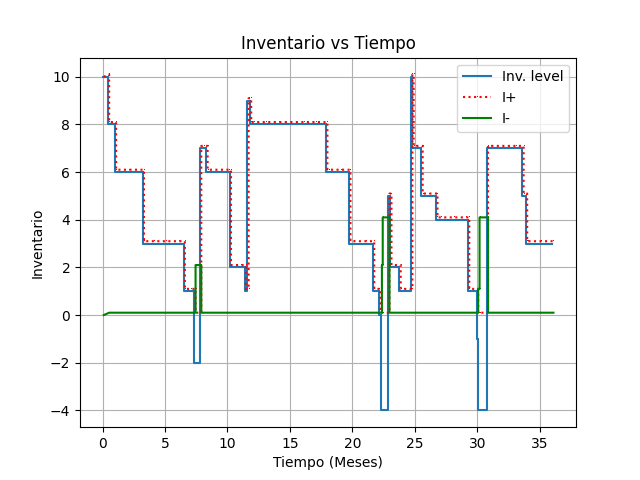 Inventario vs Tiempo
Inv. level
I+
I-
Inventario
10
8
6
4
2
0
−2
−4
0 5 10 15 20 25 30 35
Tiempo (Meses)